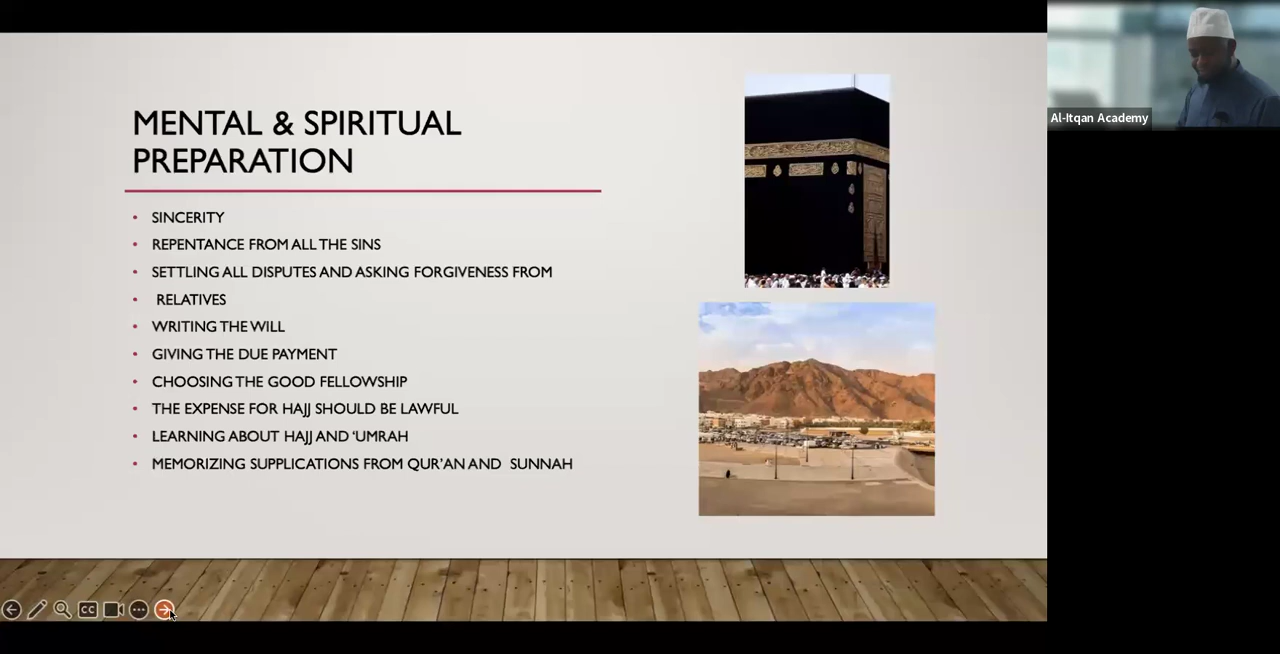 MENTAL & SPIRITUAL
PREPARATION
• SINCERITY
• REPENTANCE FROM ALL THE SINS
• SETTLING ALL DISPUTES AND ASKING FORGIVENESS FROM
• RELATIVES
• WRITING THE WILL
• GIVING THE DUE PAYMENT
• CHOOSING THE GOOD FELLOWSHIP
• THE EXPENSE FOR HAJJ SHOULD BE LAWFUL
• LEARNING ABOUT HAJJ AND ‘UMRAH
• MEMORIZING SUPPLICATIONS FROM QUR’AN AND SUNNAH
Al-Itqan Academy
CC